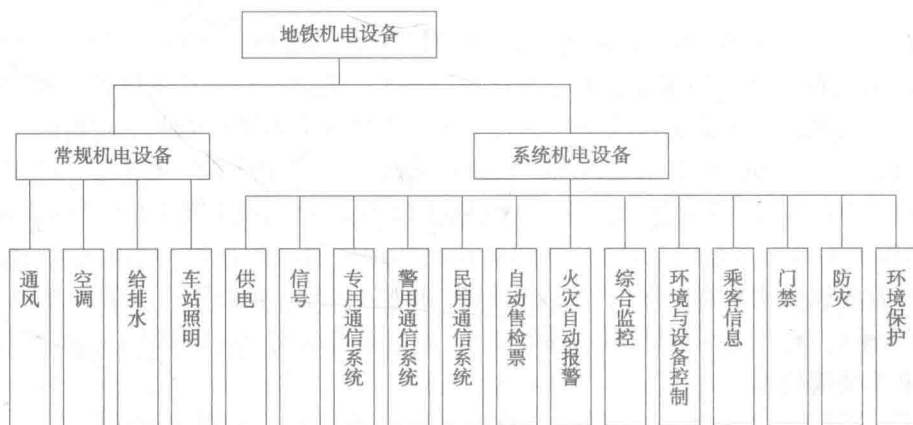 地铁机电设备
常规机电设备
系统机电设备
通风
空调
给排水
车站照明
供电
信号
专用通信系统
警用通信系统
民用通信系统
自动售检票
火灾自动报警
综合监控
环境与设备控制
乘客信息
门禁
防灾
环境保护